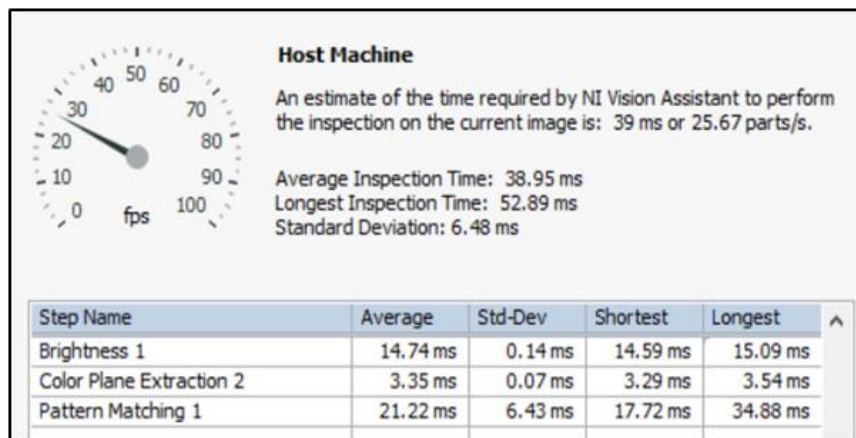 0
10
20
30
40
50
60
70
80
90
100
fps
Host Machine
An estimate of the time required by NI Vision Assistant to perform
the inspection on the current image is: 39 ms or 25.67 parts/s.
Average Inspection Time: 38.95 ms
Longest Inspection Time: 52.89 ms
Standard Deviation: 6.48 ms
Step Name Average Std-Dev Shortest Longest
Brightness 1 14.74 ms 0.14 ms 14.59 ms 15.09 ms
Color Plane Extraction 2 3.35 ms 0.07 ms 3.29 ms 3.54 ms
Pattern Matching 1 21.22 ms 6.43 ms 17.72 ms 34.88 ms